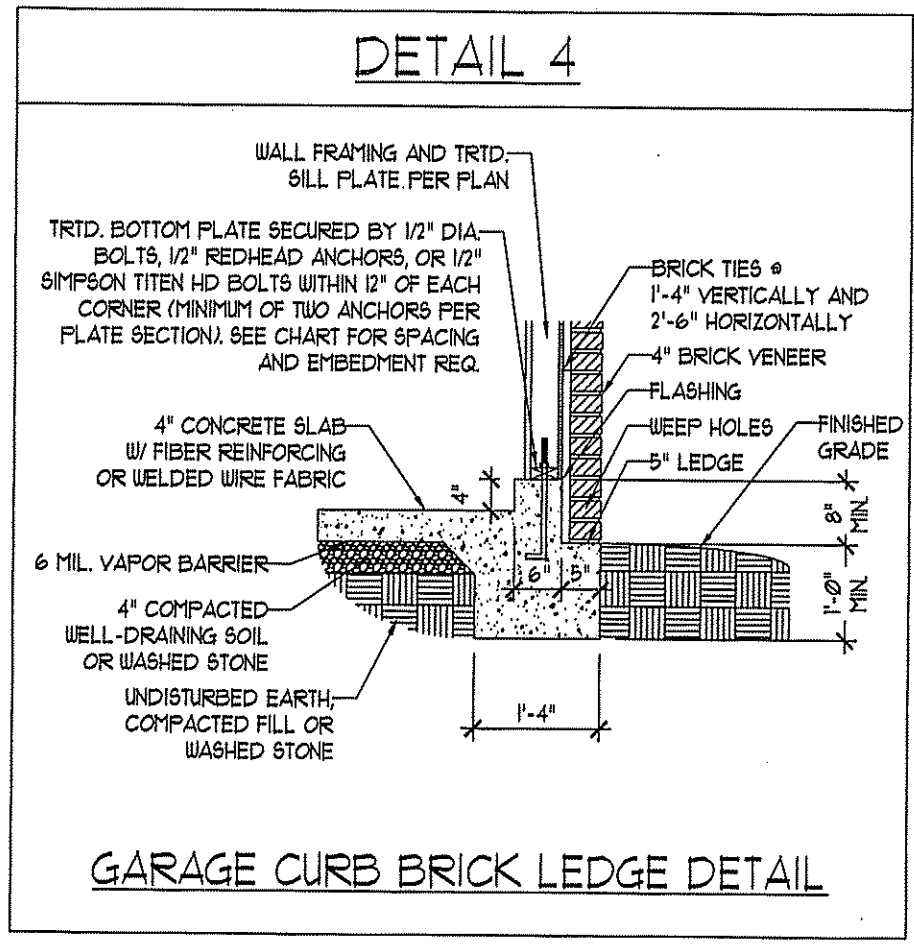 DETAIL 4
WALL FRAMING AND TRTD.
SILL PLATE PER PLAN
TRTD. BOTTOM PLATE SECURED BY 1/2" DIA.
BOLTS, 1/2" REDHEAD ANCHORS, OR 1/2"
SIMPSON TITEN HD BOLTS WITHIN 12" OF EACH
CORNER (MINIMUM OF TWO ANCHORS PER
PLATE SECTION). SEE CHART FOR SPACING
AND EMBEDMENT REQ.
4" CONCRETE SLAB
W/ FIBER REINFORCING
OR WELDED WIRE FABRIC
6 MIL. VAPOR BARRIER
4" COMPACTED
WELL-DRAINING SOIL
OR WASHED STONE
UNDISTURBED EARTH,
COMPACTED FILL OR
WASHED STONE
BRICK TIES @
1'-4" VERTICALLY AND
2'-6" HORIZONTALLY
4" BRICK VENEER
FLASHING
WEEP HOLES
5" LEDGE
FINISHED
GRADE
4"
6"
5"
8"
MIN.
1'-0"
MIN.
1'-4"
GARAGE CURB BRICK LEDGE DETAIL